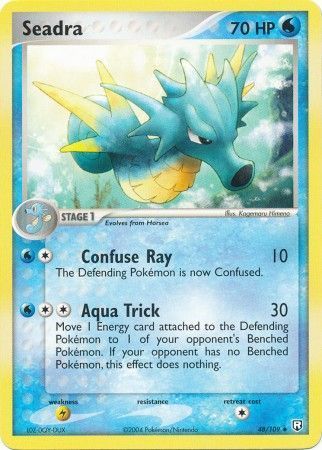 Seadra 70 HP
STAGE 1
Evolves from Horsea
Illus. Kagemaru Himeno
Confuse Ray 10
The Defending Pokémon is now Confused.
Aqua Trick 30
Move 1 Energy card attached to the Defending
Pokémon to 1 of your opponent's Benched
Pokémon. If your opponent has no Benched
Pokémon, this effect does nothing.
weakness resistance retreat cost
LOZ-DQY-DUX ©2004 Pokémon/Nintendo 48/109
R